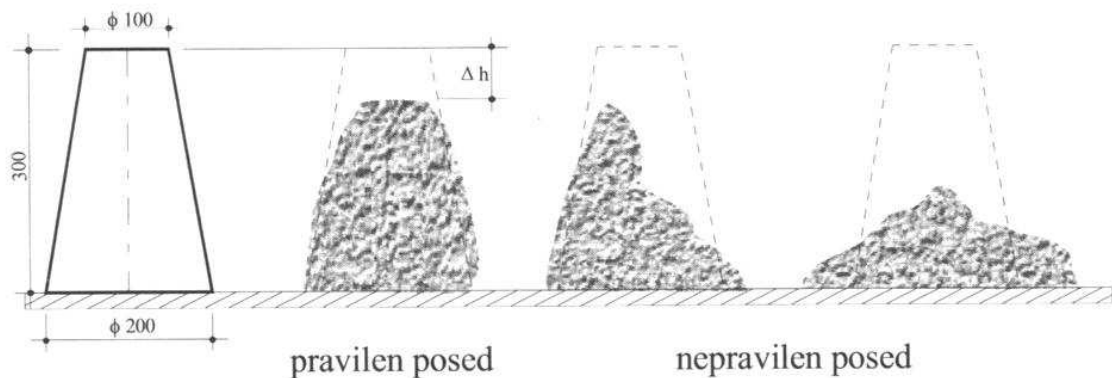 ϕ 100
Δ h
300
ϕ 200
pravilen posed
nepravilen posed